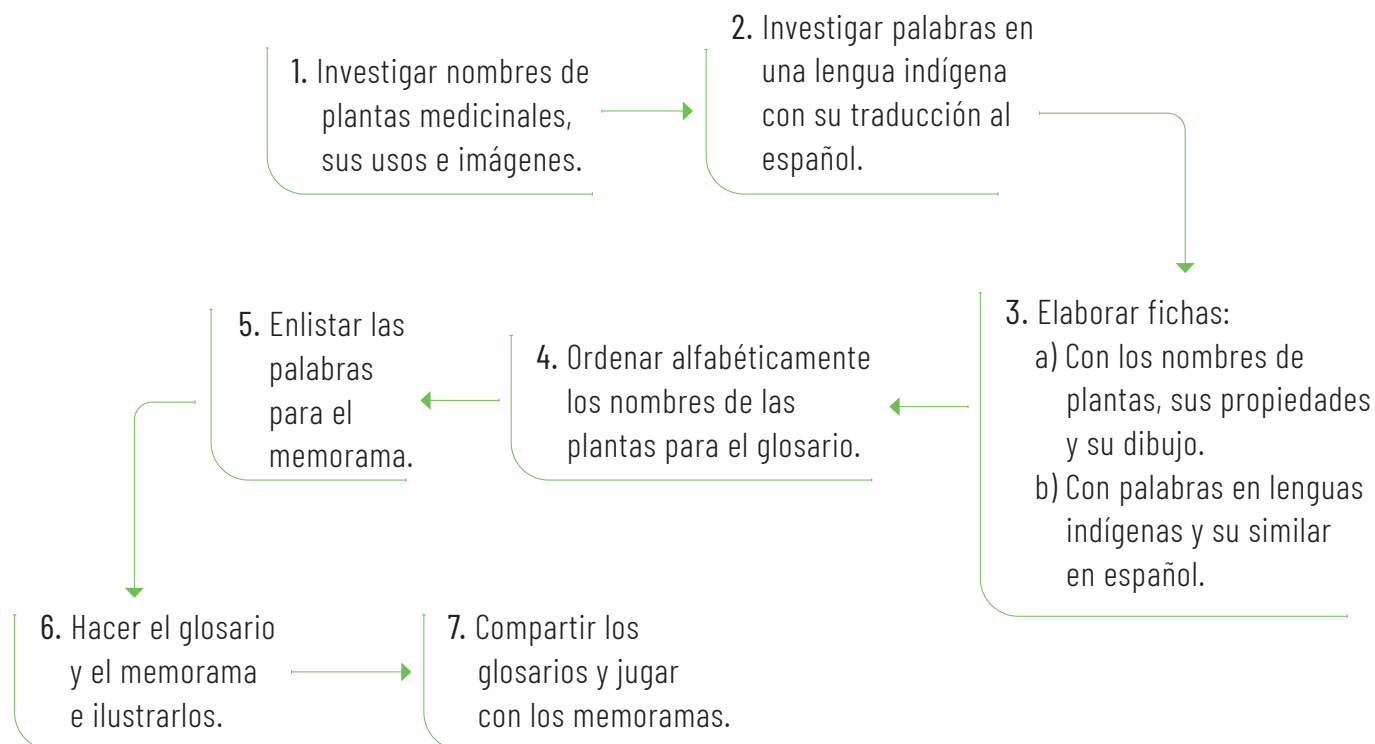 1. Investigar nombres de
plantas medicinales,
sus usos e imágenes.
2. Investigar palabras en
una lengua indígena
con su traducción al
español.
3. Elaborar fichas:
a) Con los nombres de
plantas, sus propiedades
y su dibujo.
b) Con palabras en lenguas
indígenas y su similar
en español.
4. Ordenar alfabéticamente
los nombres de las
plantas para el glosario.
5. Enlistar las
palabras
para el
memorama.
6. Hacer el glosario
y el memorama
e ilustrarlos.
7. Compartir los
glosarios y jugar
con los memoramas.